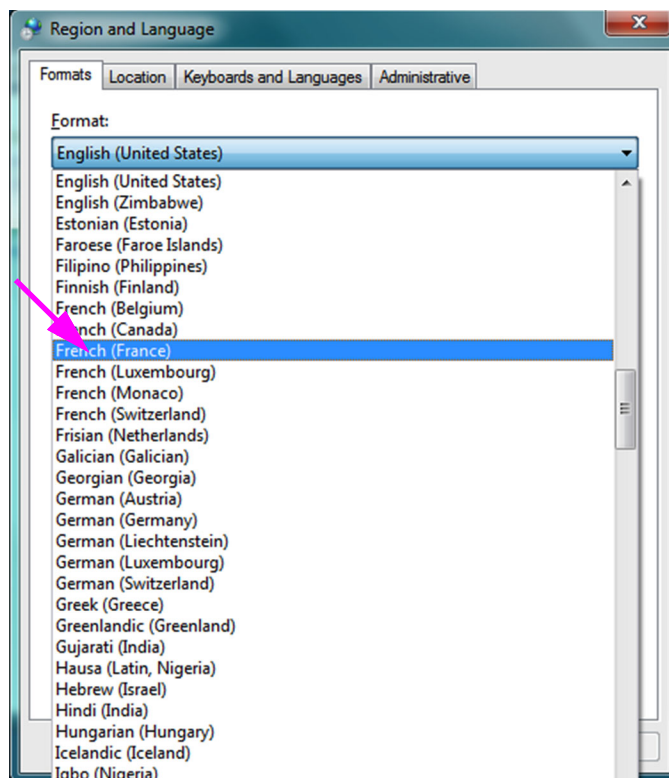 Region and Language
Formats Location Keyboards and Languages Administrative
Format:
English (United States)
English (United States)
English (Zimbabwe)
Estonian (Estonia)
Faroese (Faroe Islands)
Filipino (Philippines)
Finnish (Finland)
French (Belgium)
French (Canada)
French (France)
French (Luxembourg)
French (Monaco)
French (Switzerland)
Frisian (Netherlands)
Galician (Galician)
Georgian (Georgia)
German (Austria)
German (Germany)
German (Liechtenstein)
German (Luxembourg)
German (Switzerland)
Greek (Greece)
Greenlandic (Greenland)
Gujarati (India)
Hausa (Latin, Nigeria)
Hebrew (Israel)
Hindi (India)
Hungarian (Hungary)
Icelandic (Iceland)
Igbo (Nigeria)